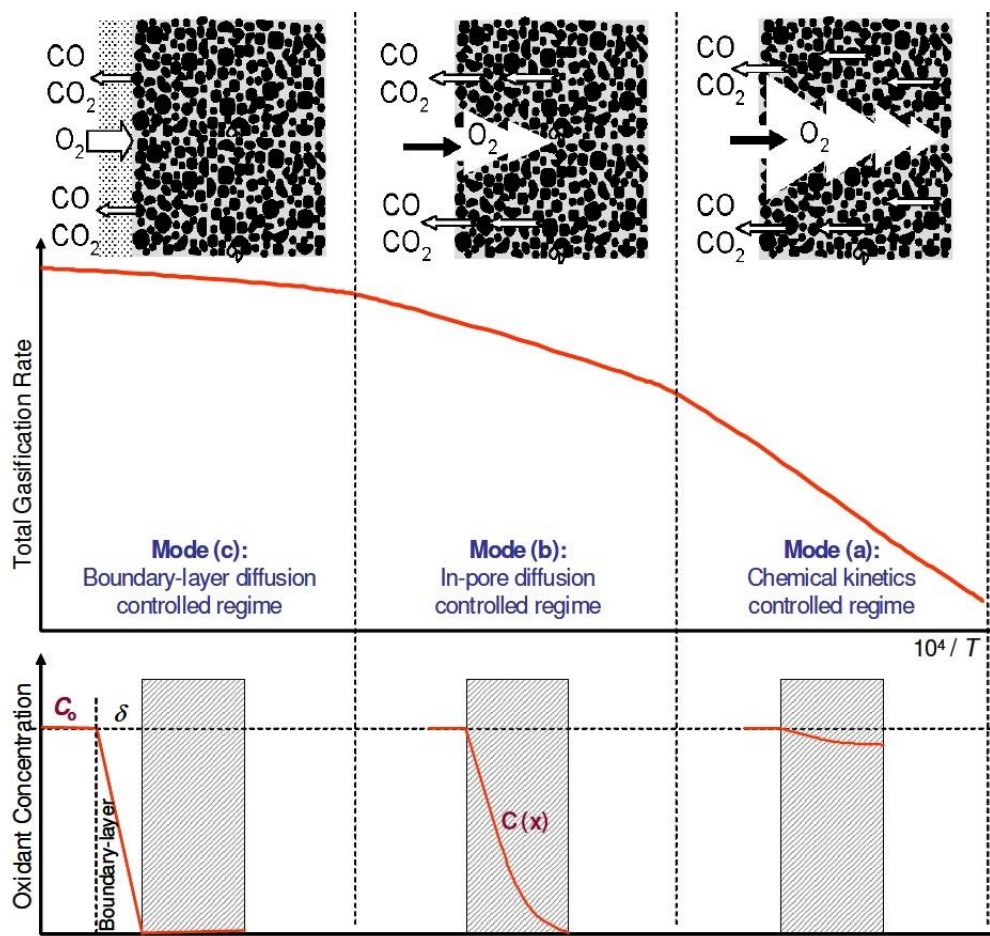 CO
CO2
O2
CO
CO2
CO
CO2
O2
CO
CO2
CO
CO2
O2
CO
CO2
Total Gasification Rate
Mode (c):
Boundary-layer diffusion
controlled regime
Mode (b):
In-pore diffusion
controlled regime
Mode (a):
Chemical kinetics
controlled regime
10⁴ / T
Oxidant Concentration
C₀
δ
Boundary-layer
C (x)